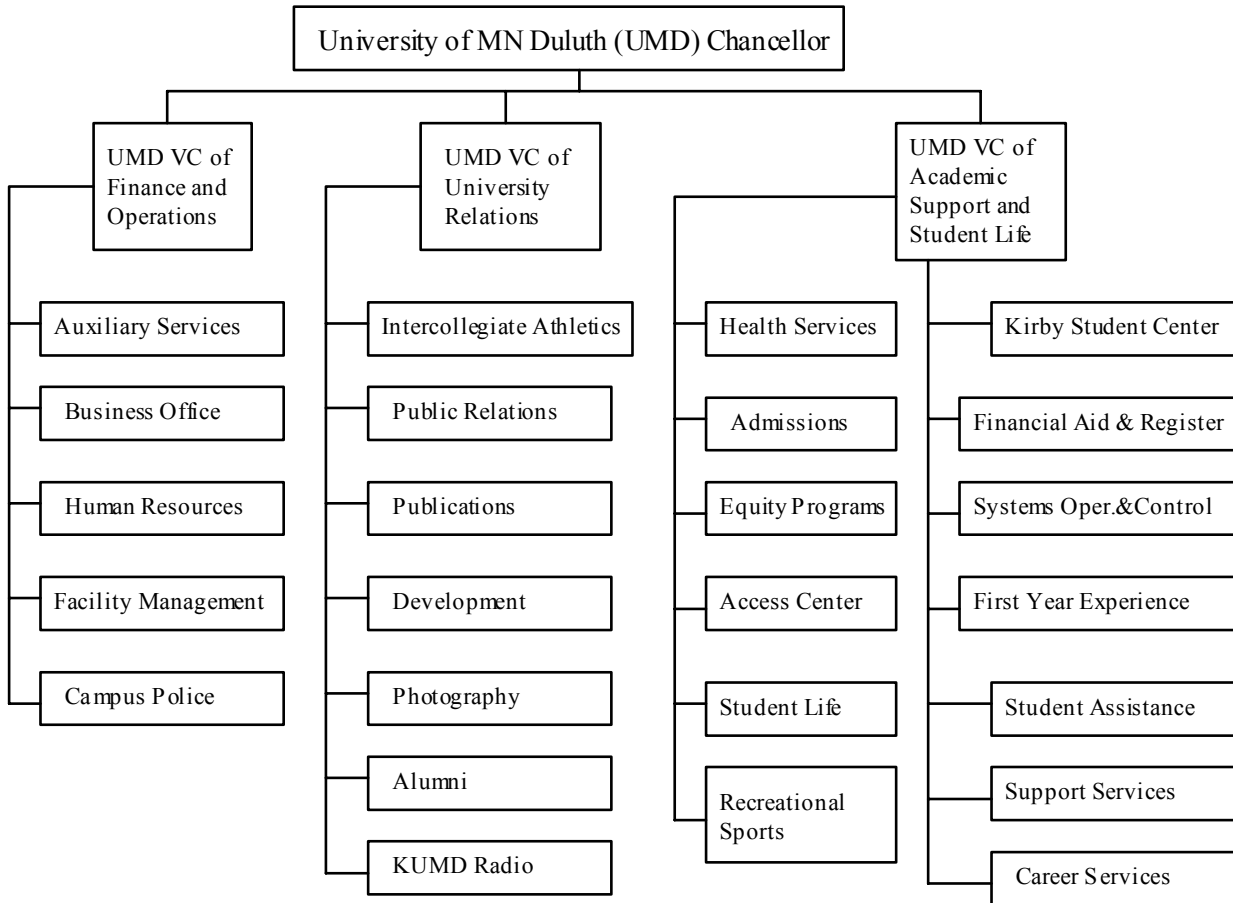 University of MN Duluth (UMD) Chancellor
UMD VC of
Finance and
Operations
UMD VC of
University
Relations
UMD VC of
Academic
Support and
Student Life
Auxiliary Services
Business Office
Human Resources
Facility Management
Campus Police
Intercollegiate Athletics
Public Relations
Publications
Development
Photography
Alumni
KUMD Radio
Health Services
Admissions
Equity Programs
Access Center
Student Life
Recreational
Sports
Kirby Student Center
Financial Aid & Register
Systems Oper.&Control
First Year Experience
Student Assistance
Support Services
Career Services